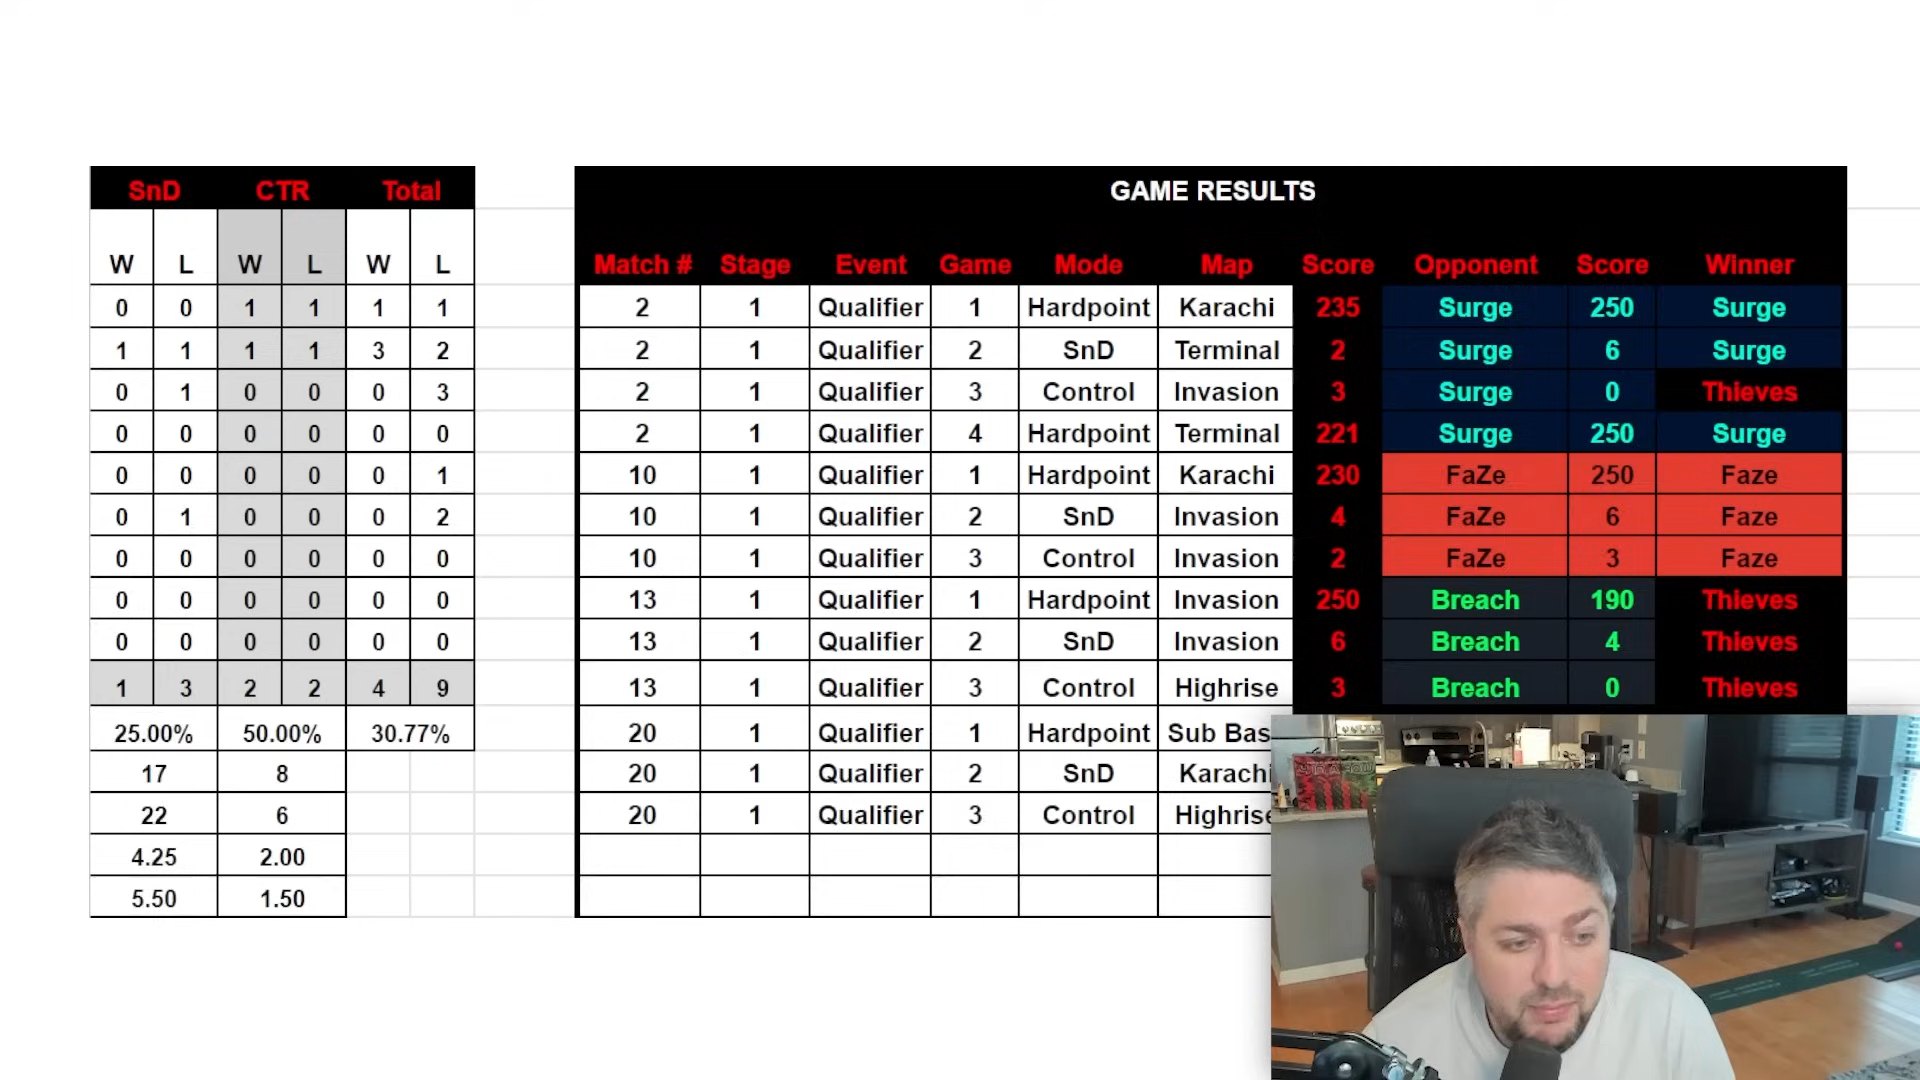 SnD CTR Total
W L W L W L
0 0 1 1 1 1
1 1 1 1 3 2
0 1 0 0 0 3
0 0 0 0 0 0
0 0 0 0 0 1
0 1 0 0 0 2
0 0 0 0 0 0
0 0 0 0 0 0
0 0 0 0 0 0
1 3 2 2 4 9
25.00% 50.00% 30.77%
17 8
22 6
4.25 2.00
5.50 1.50
GAME RESULTS
Match # Stage Event Game Mode Map Score Opponent Score Winner
2 1 Qualifier 1 Hardpoint Karachi 235 Surge 250 Surge
2 1 Qualifier 2 SnD Terminal 2 Surge 6 Surge
2 1 Qualifier 3 Control Invasion 3 Surge 0 Thieves
2 1 Qualifier 4 Hardpoint Terminal 221 Surge 250 Surge
10 1 Qualifier 1 Hardpoint Karachi 230 FaZe 250 Faze
10 1 Qualifier 2 SnD Invasion 4 FaZe 6 Faze
10 1 Qualifier 3 Control Invasion 2 FaZe 3 Faze
13 1 Qualifier 1 Hardpoint Invasion 250 Breach 190 Thieves
13 1 Qualifier 2 SnD Invasion 6 Breach 4 Thieves
13 1 Qualifier 3 Control Highrise 3 Breach 0 Thieves
20 1 Qualifier 1 Hardpoint Sub Bas
20 1 Qualifier 2 SnD Karachi
20 1 Qualifier 3 Control Highrise